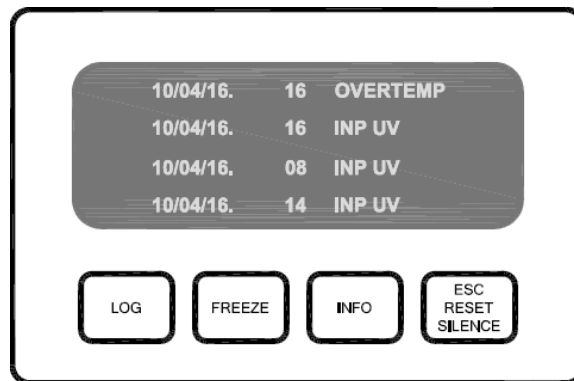 10/04/16. 16 OVERTEMP
10/04/16. 16 INP UV
10/04/16. 08 INP UV
10/04/16. 14 INP UV
LOG
FREEZE
INFO
ESC
RESET
SILENCE